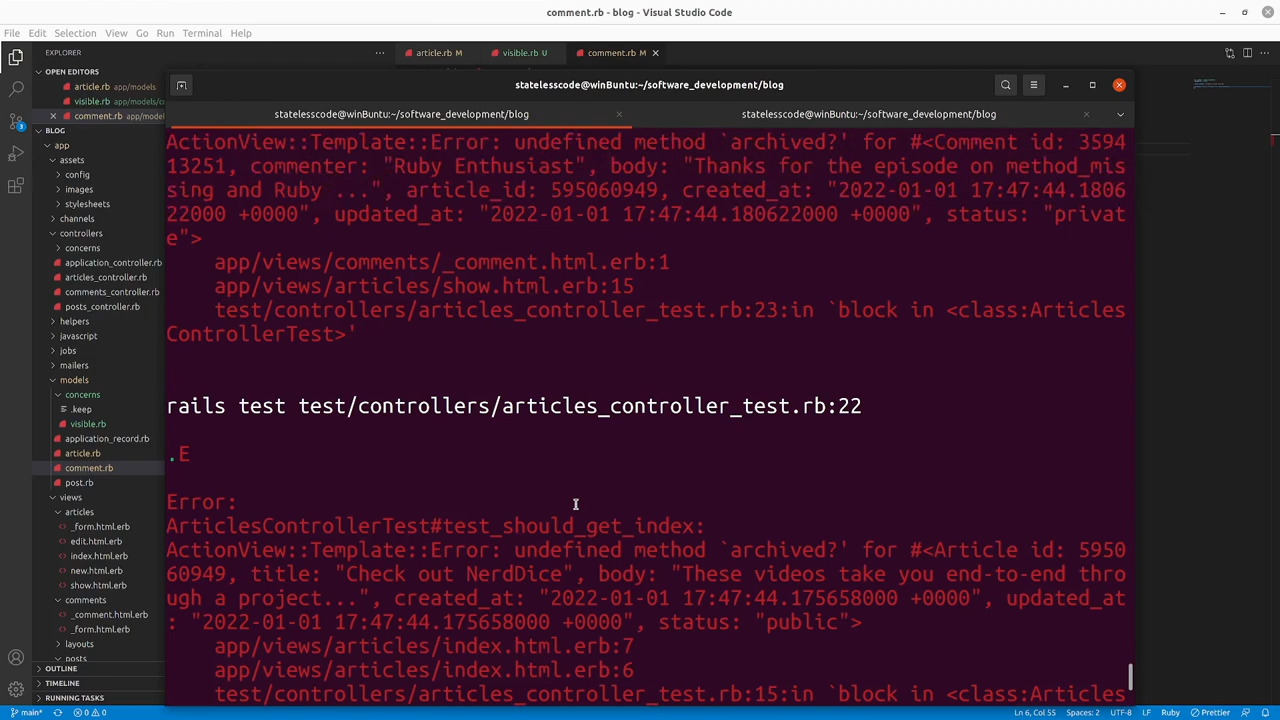 comment.rb - blog - Visual Studio Code
File Edit Selection View Go Run Terminal Help
EXPLORER
article.rb M
visible.rb U
comment.rb M
OPEN EDITORS
article.rb app/models
visible.rb app/models/c
comment.rb app/model
BLOG
app
assets
config
images
stylesheets
channels
controllers
concerns
application_controller.rb
articles_controller.rb
comments_controller.rb
posts_controller.rb
helpers
javascript
jobs
mailers
models
concerns
.keep
visible.rb
application_record.rb
article.rb
comment.rb
post.rb
views
articles
_form.html.erb
edit.html.erb
index.html.erb
new.html.erb
show.html.erb
comments
_comment.html.erb
_form.html.erb
layouts
posts
OUTLINE
TIMELINE
RUNNING TASKS
statelesscode@winBuntu:~/software_development/blog
statelesscode@winBuntu:~/software_development/blog
statelesscode@winBuntu:~/software_development/blog
ActionView::Template::Error: undefined method `archived?' for #<Comment id: 3594
13251, commenter: "Ruby Enthusiast", body: "Thanks for the episode on method_mis
sing and Ruby ...", article_id: 595060949, created_at: "2022-01-01 17:47:44.1806
22000 +0000", updated_at: "2022-01-01 17:47:44.180622000 +0000", status: "privat
e">
app/views/comments/_comment.html.erb:1
app/views/articles/show.html.erb:15
test/controllers/articles_controller_test.rb:23:in `block in <class:Articles
ControllerTest>'
rails test test/controllers/articles_controller_test.rb:22
.E
Error:
ArticlesControllerTest#test_should_get_index:
ActionView::Template::Error: undefined method `archived?' for #<Article id: 5950
60949, title: "Check out NerdDice", body: "These videos take you end-to-end thro
ugh a project...", created_at: "2022-01-01 17:47:44.175658000 +0000", updated_at
: "2022-01-01 17:47:44.175658000 +0000", status: "public">
app/views/articles/index.html.erb:7
app/views/articles/index.html.erb:6
test/controllers/articles_controller_test.rb:15:in `block in <class:Articles
3
main*
0 0
Ln 6, Col 55
Spaces: 2
UTF-8
LF
Ruby
Prettier